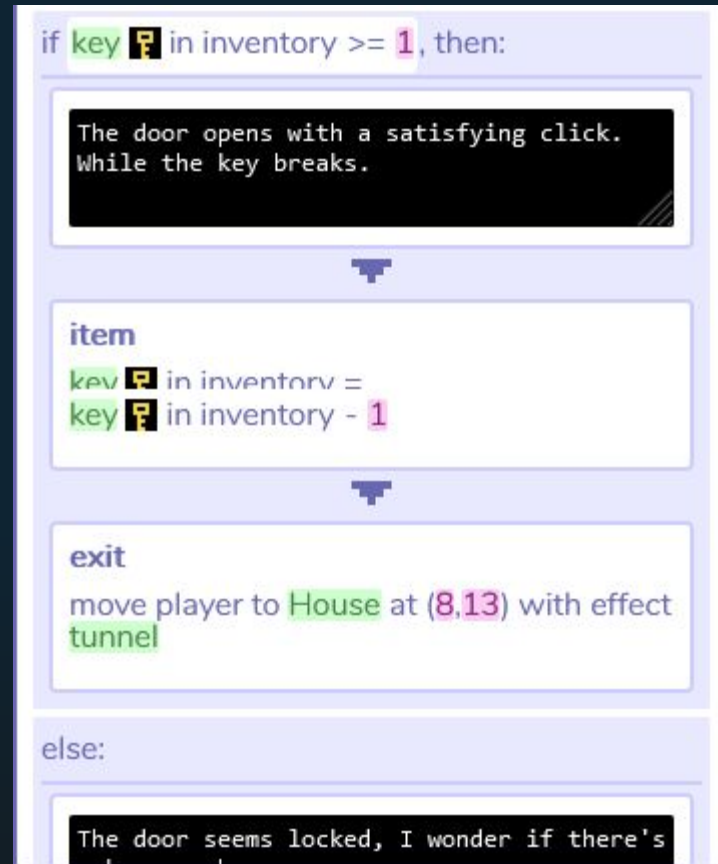 if key in inventory >= 1, then:
The door opens with a satisfying click.
While the key breaks.
item
key in inventory =
key in inventory - 1
exit
move player to House at (8,13) with effect
tunnel
else:
The door seems locked, I wonder if there's